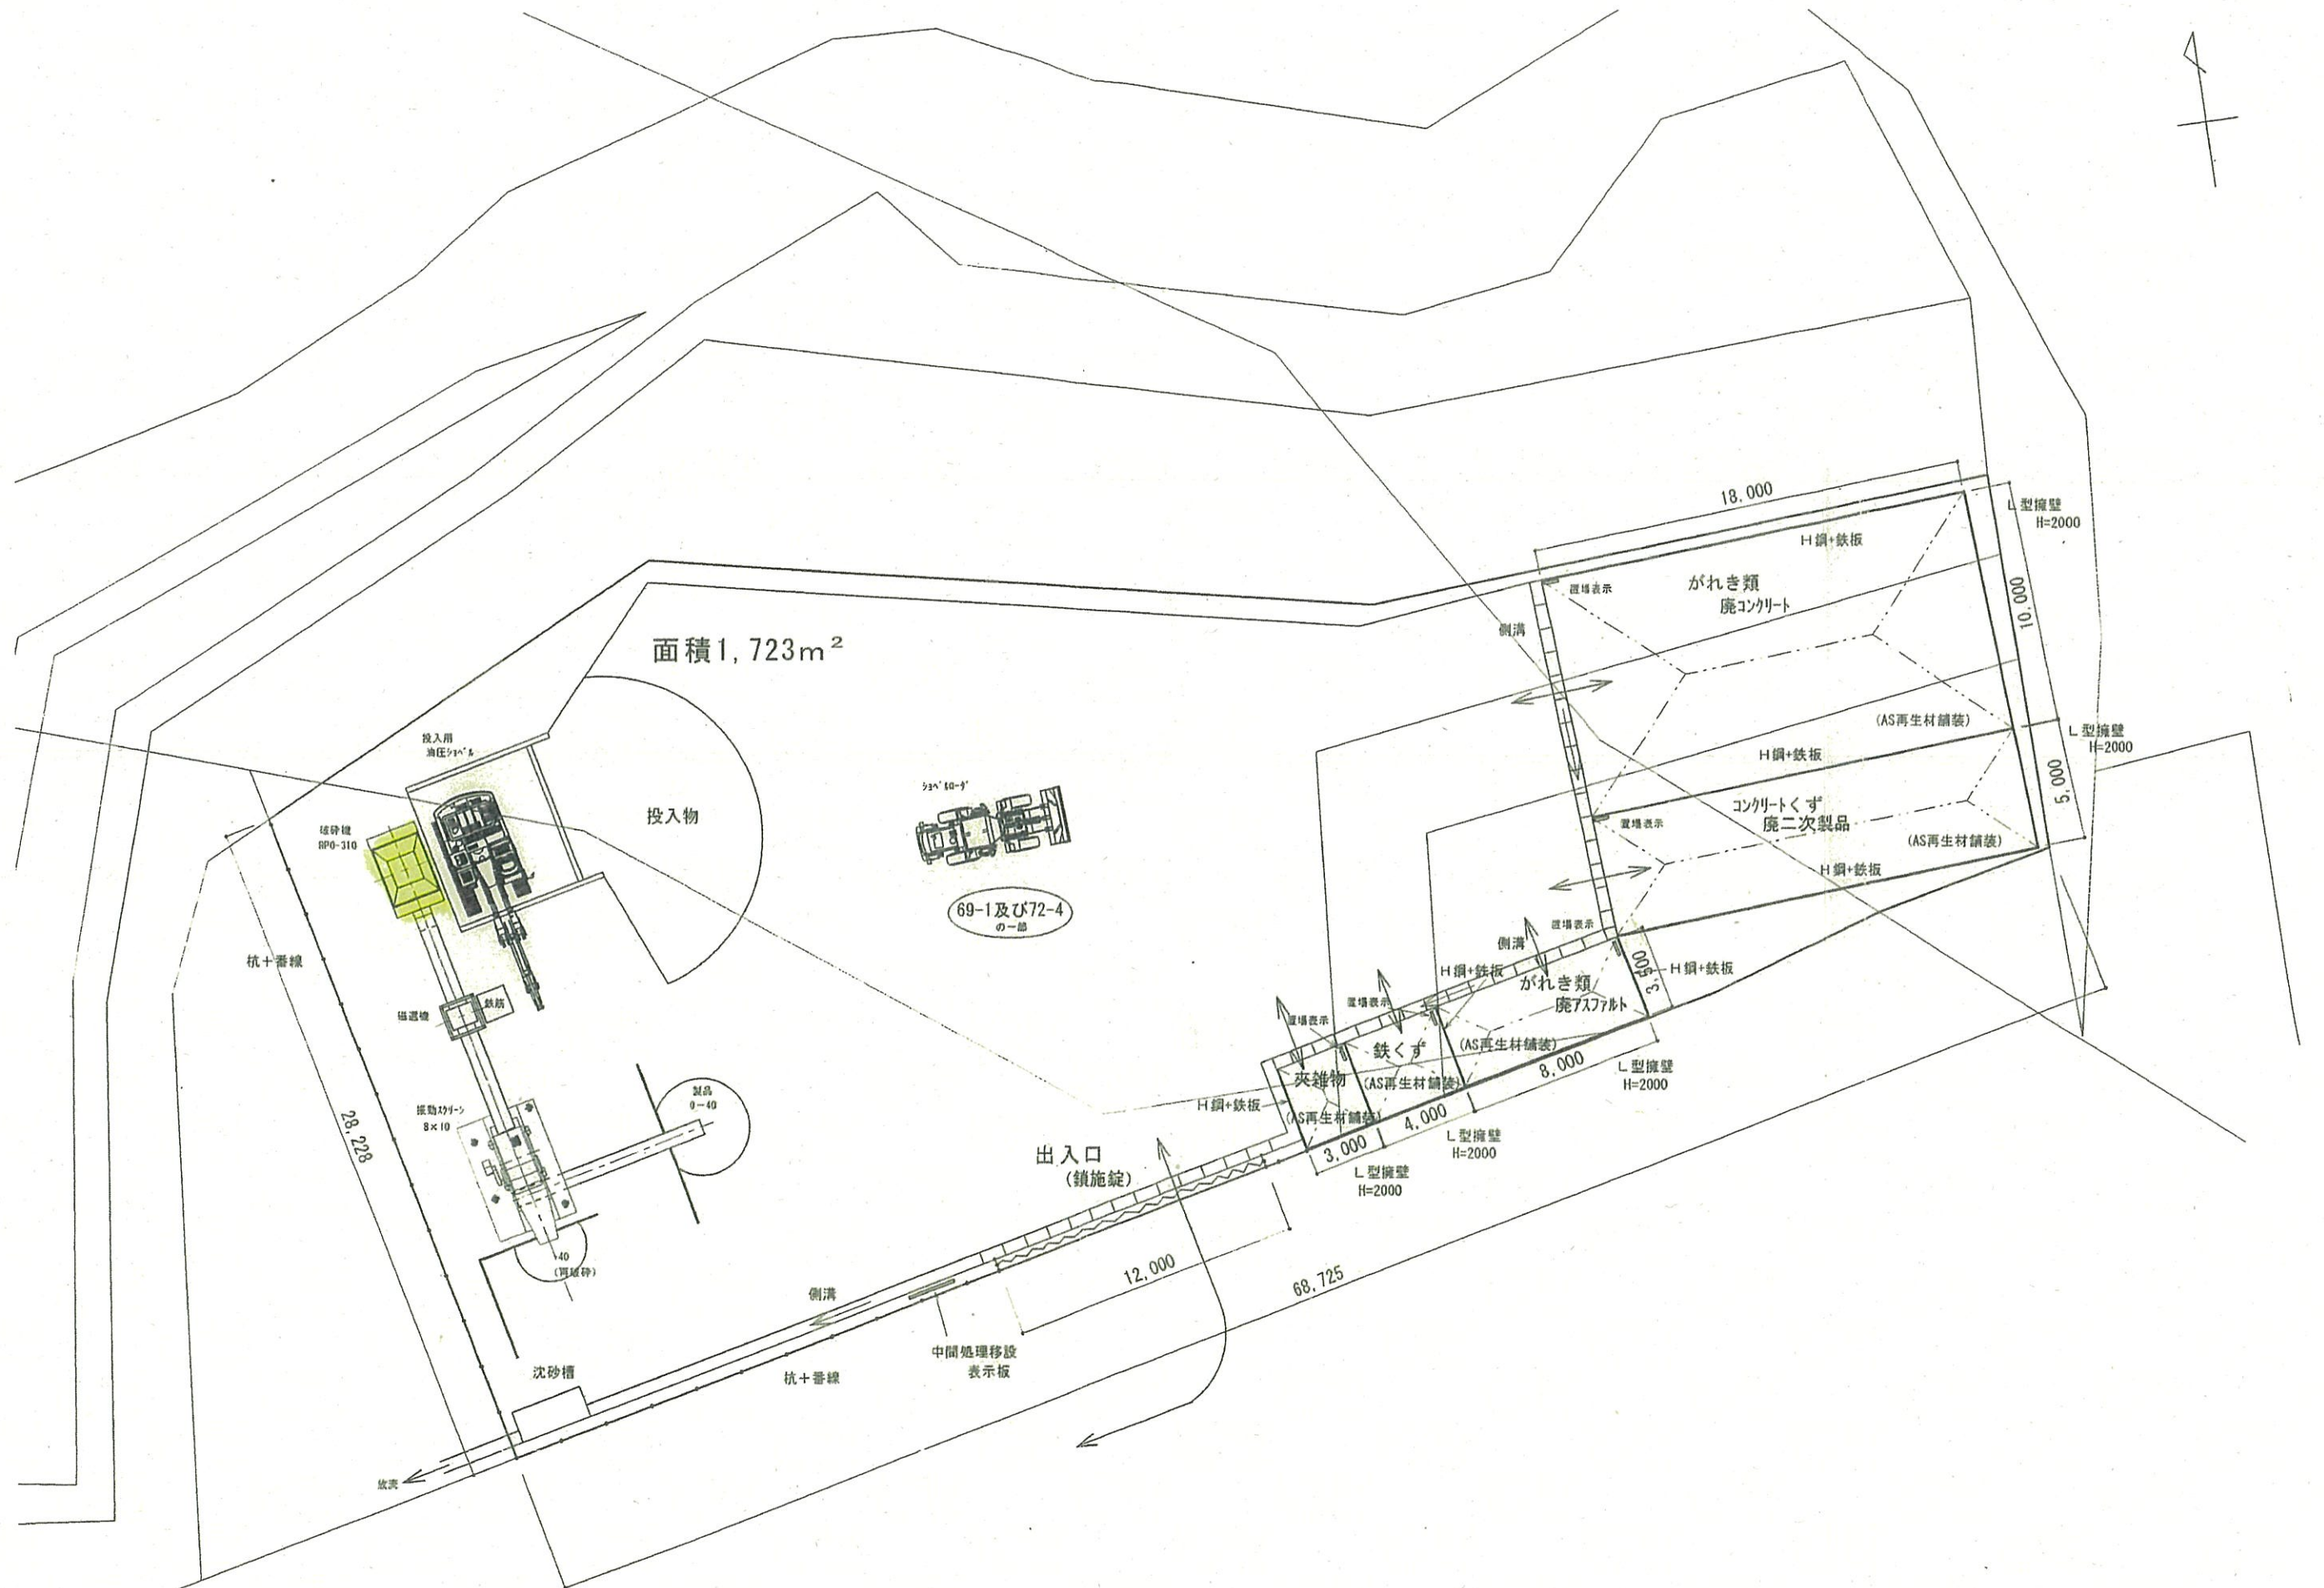 18.000
L型擁壁
H=2000
H鋼+鉄板
がれき類
廃コンクリート
置場表示
10.000
側溝
面積1,723m²
(AS再生材舗装)
L型擁壁
H=2000
H鋼+鉄板
5,000
投入用
油圧ショベル
ショベルローダ
コンクリートくず
廃二次製品
置場表示
投入物
破砕機
(AS再生材舗装)
H鋼+鉄板
69-1及び72-4
の一部
置場表示
側溝
杭+番線
H鋼+鉄板
3,500
H鋼+鉄板
がれき類
廃アスファルト
鉄筋
磁選機
置場表示
置場表示
(AS再生材舗装)
鉄くず
8,000
L型擁壁
H=2000
夾雑物
(AS再生材舗装)
H鋼+鉄板
(AS再生材舗装)
製品
0-40
振動スクリーン
8×10
28,228
4,000
L型擁壁
H=2000
3,000
L型擁壁
H=2000
出入口
(鎖施錠)
40
(再破砕)
12,000
68,725
側溝
中間処理移設
表示板
杭+番線
沈砂槽
放流